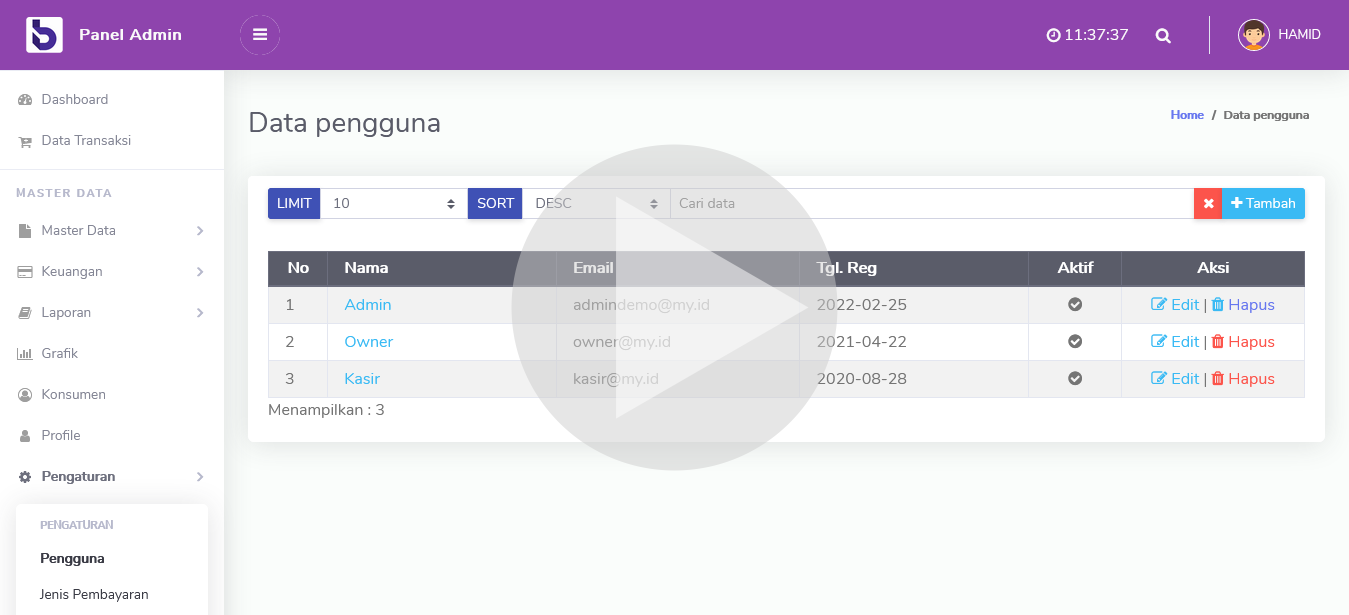 Panel Admin
11:37:37
HAMID
Dashboard
Data Transaksi
MASTER DATA
Master Data
Keuangan
Laporan
Grafik
Konsumen
Profile
Pengaturan
PENGATURAN
Pengguna
Jenis Pembayaran
Data pengguna
Home / Data pengguna
LIMIT 10 SORT DESC Cari data Tambah
No Nama Email Tgl. Reg Aktif Aksi
1 Admin admindemo@my.id 2022-02-25 Edit | Hapus
2 Owner owner@my.id 2021-04-22 Edit | Hapus
3 Kasir kasir@my.id 2020-08-28 Edit | Hapus
Menampilkan : 3